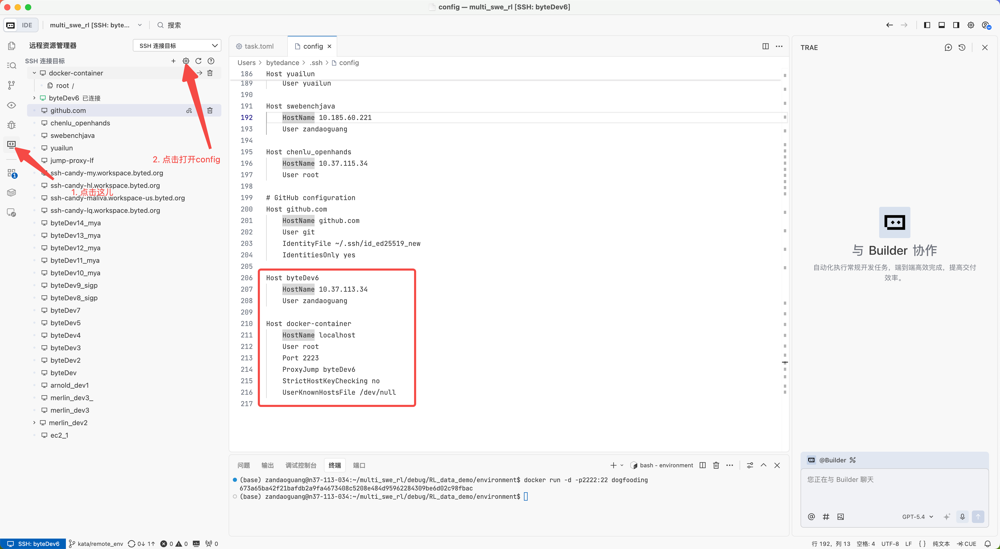 config — multi_swe_rl [SSH: byteDev6]
IDE
multi_swe_rl [SSH: byte...
搜索
远程资源管理器
SSH 连接目标
SSH 连接目标
docker-container
root /
byteDev6 已连接
github.com
chenlu_openhands
swebenchjava
yuailun
jump-proxy-lf
2. 点击打开config
ssh-candy-my.workspace.byted.org
ssh-candy-hl.workspace.byted.org
1. 点击这儿
ssh-candy-maliva.workspace-us.byted.org
ssh-candy-lq.workspace.byted.org
byteDev14_mya
byteDev13_mya
byteDev12_mya
byteDev11_mya
byteDev10_mya
byteDev9_sigp
byteDev8_sigp
byteDev7
byteDev5
byteDev4
byteDev3
byteDev2
byteDev
arnold_dev1
merlin_dev3_
merlin_dev3
merlin_dev2
ec2_1
1
task.toml
config
Users > bytedance > .ssh > config
186 Host yuailun
189 User yuailun
190
191 Host swebenchjava
192 HostName 10.185.60.221
193 User zandaoguang
194
195 Host chenlu_openhands
196 HostName 10.37.115.34
197 User root
198
199 # GitHub configuration
200 Host github.com
201 HostName github.com
202 User git
203 IdentityFile ~/.ssh/id_ed25519_new
204 IdentitiesOnly yes
205
206 Host byteDev6
207 HostName 10.37.113.34
208 User zandaoguang
209
210 Host docker-container
211 HostName localhost
212 User root
213 Port 2223
214 ProxyJump byteDev6
215 StrictHostKeyChecking no
216 UserKnownHostsFile /dev/null
217
问题 输出 调试控制台 终端 端口
bash - environment
(base) zandaoguang@n37-113-034:~/multi_swe_rl/debug/RL_data_demo/environment$ docker run -d -p2222:22 dogfooding
673a65ba42f21bafdb2a9fa4673408c5208e484d95962284309be6d02c98fbac
(base) zandaoguang@n37-113-034:~/multi_swe_rl/debug/RL_data_demo/environment$
TRAE
与 Builder 协作
自动化执行常规开发任务，端到端高效完成，提高交付
效率。
@Builder
您正在与 Builder 聊天
GPT-5.4
SSH: byteDev6
kata/remote_env
0↓ 1↑
0
0
0
行 192，列 13
空格: 4
UTF-8
LF
{ }
纯文本
CUE